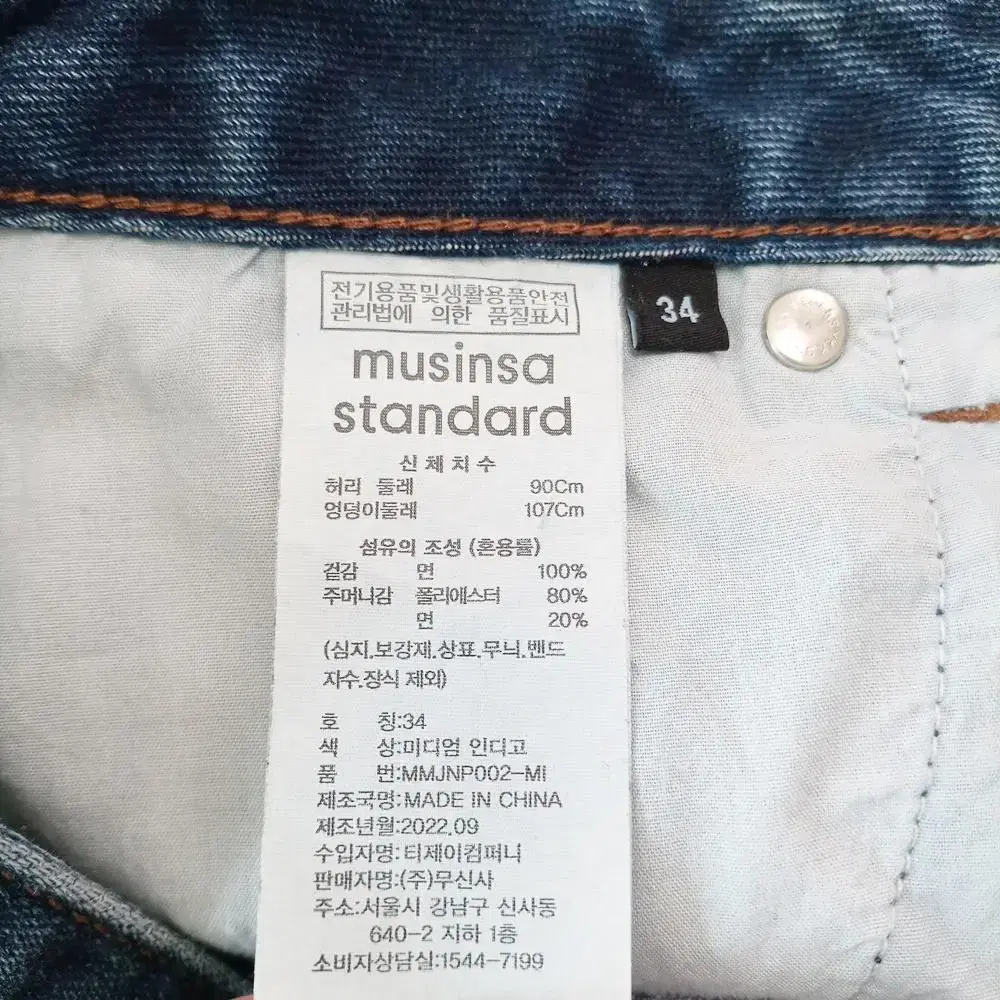 전기용품및생활용품안전
관리법에 의한 품질표시
musinsa
standard
신체치수
허리 둘레 90Cm
엉덩이둘레 107Cm
섬유의 조성 (혼용률)
겉감 면 100%
주머니감 폴리에스터 80%
면 20%
(심지.보강재.상표.무늬.밴드
자수.장식 제외)
호 칭:34
색 상:미디엄 인디고
품 번:MMJNP002-MI
제조국명:MADE IN CHINA
제조년월:2022.09
수입자명:티제이컴퍼니
판매자명:(주)무신사
주소:서울시 강남구 신사동
640-2 지하 1층
소비자상담실:1544-7199
34